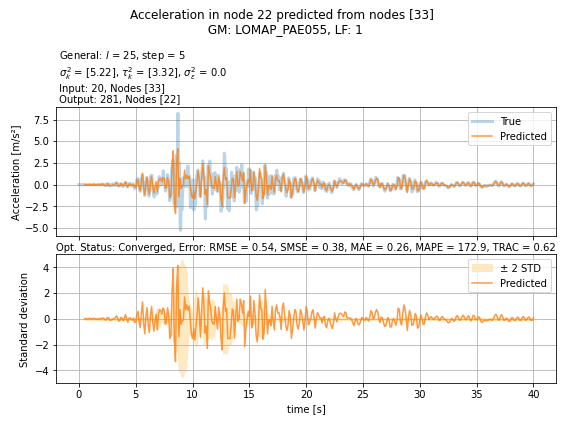 Acceleration in node 22 predicted from nodes [33]
GM: LOMAP_PAE055, LF: 1
General: l = 25, step = 5
σ²ₖ = [5.22], τ²ₖ = [3.32], σ²ε = 0.0
Input: 20, Nodes [33]
Output: 281, Nodes [22]
Acceleration [m/s²]
7.5
5.0
2.5
0.0
−2.5
−5.0
True
Predicted
Opt. Status: Converged, Error: RMSE = 0.54, SMSE = 0.38, MAE = 0.26, MAPE = 172.9, TRAC = 0.62
Standard deviation
4
2
0
−2
−4
± 2 STD
Predicted
0 5 10 15 20 25 30 35 40
time [s]